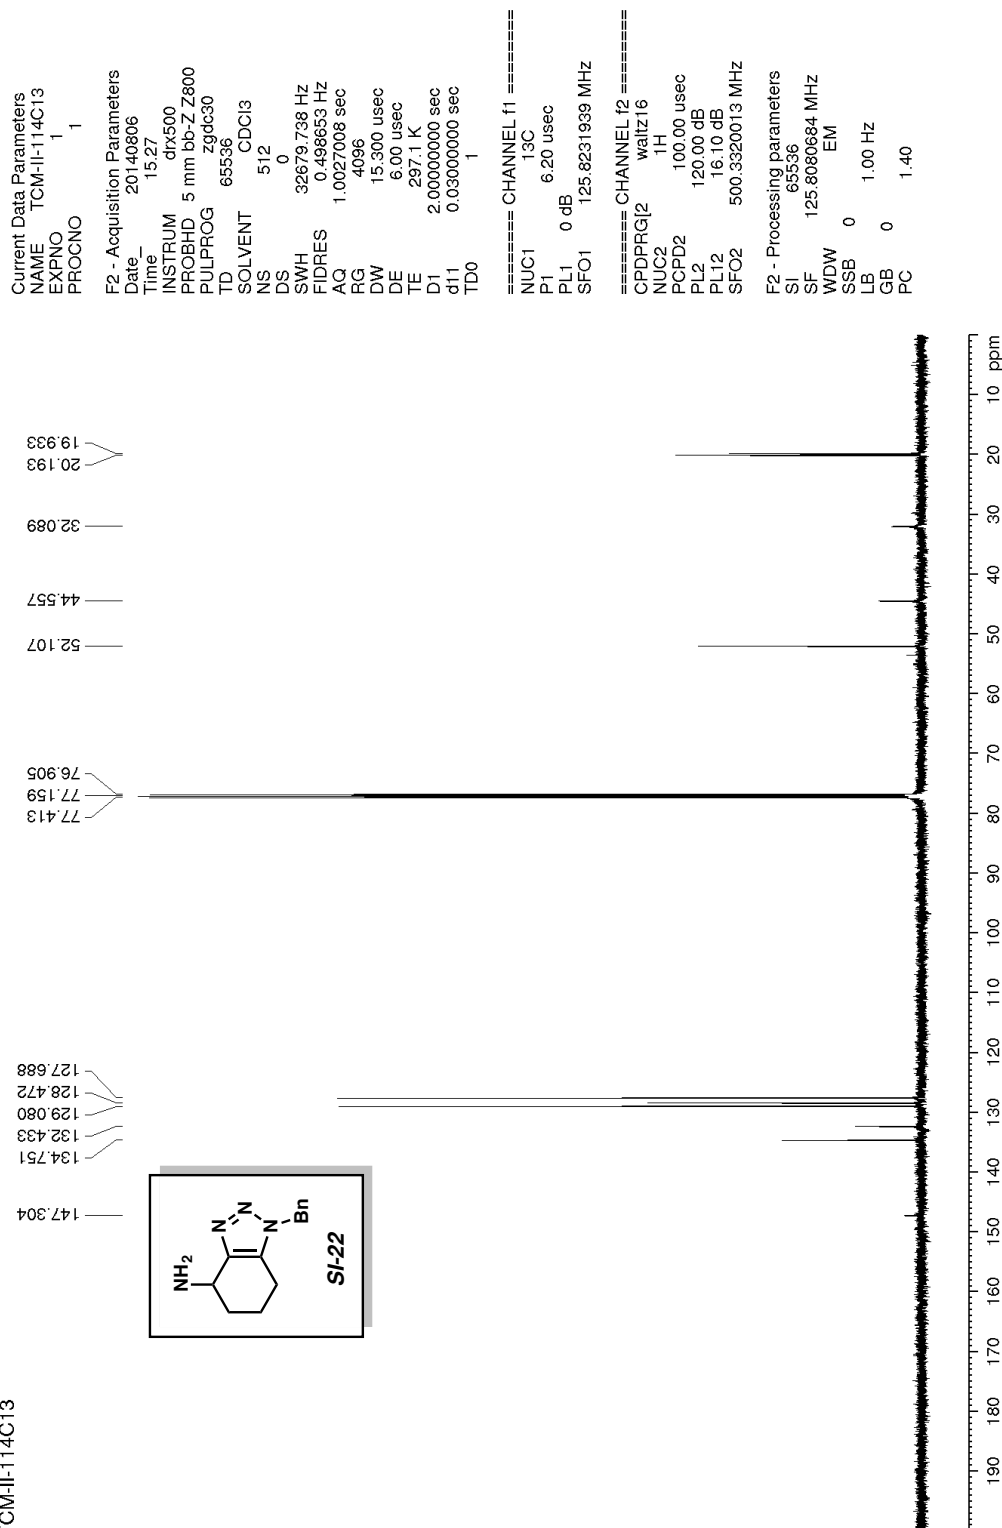 TCM-II-114C13
Current Data Parameters
NAME TCM-II-114C13
EXPNO 1
PROCNO 1
F2 - Acquisition Parameters
Date_ 20140806
Time 15.27
INSTRUM drx500
PROBHD 5 mm bb-Z Z800
PULPROG zgdc30
TD 65536
SOLVENT CDCl3
NS 512
DS 0
SWH 32679.738 Hz
FIDRES 0.498653 Hz
AQ 1.0027008 sec
RG 4096
DW 15.300 usec
DE 6.00 usec
TE 297.1 K
D1 2.00000000 sec
d11 0.03000000 sec
TD0 1
======== CHANNEL f1 ========
NUC1 13C
P1 6.20 usec
PL1 0 dB
SFO1 125.8231939 MHz
======== CHANNEL f2 ========
CPDPRG[2 waltz16
NUC2 1H
PCPD2 100.00 usec
PL2 120.00 dB
PL12 16.10 dB
SFO2 500.3320013 MHz
F2 - Processing parameters
SI 65536
SF 125.8080684 MHz
WDW EM
SSB 0
LB 1.00 Hz
GB 0
PC 1.40
147.304
134.751
132.433
129.080
128.472
127.688
77.413
77.159
76.905
52.107
44.557
32.089
20.193
19.933
NH2
N
N
N
Bn
SI-22
190 180 170 160 150 140 130 120 110 100 90 80 70 60 50 40 30 20 10 ppm